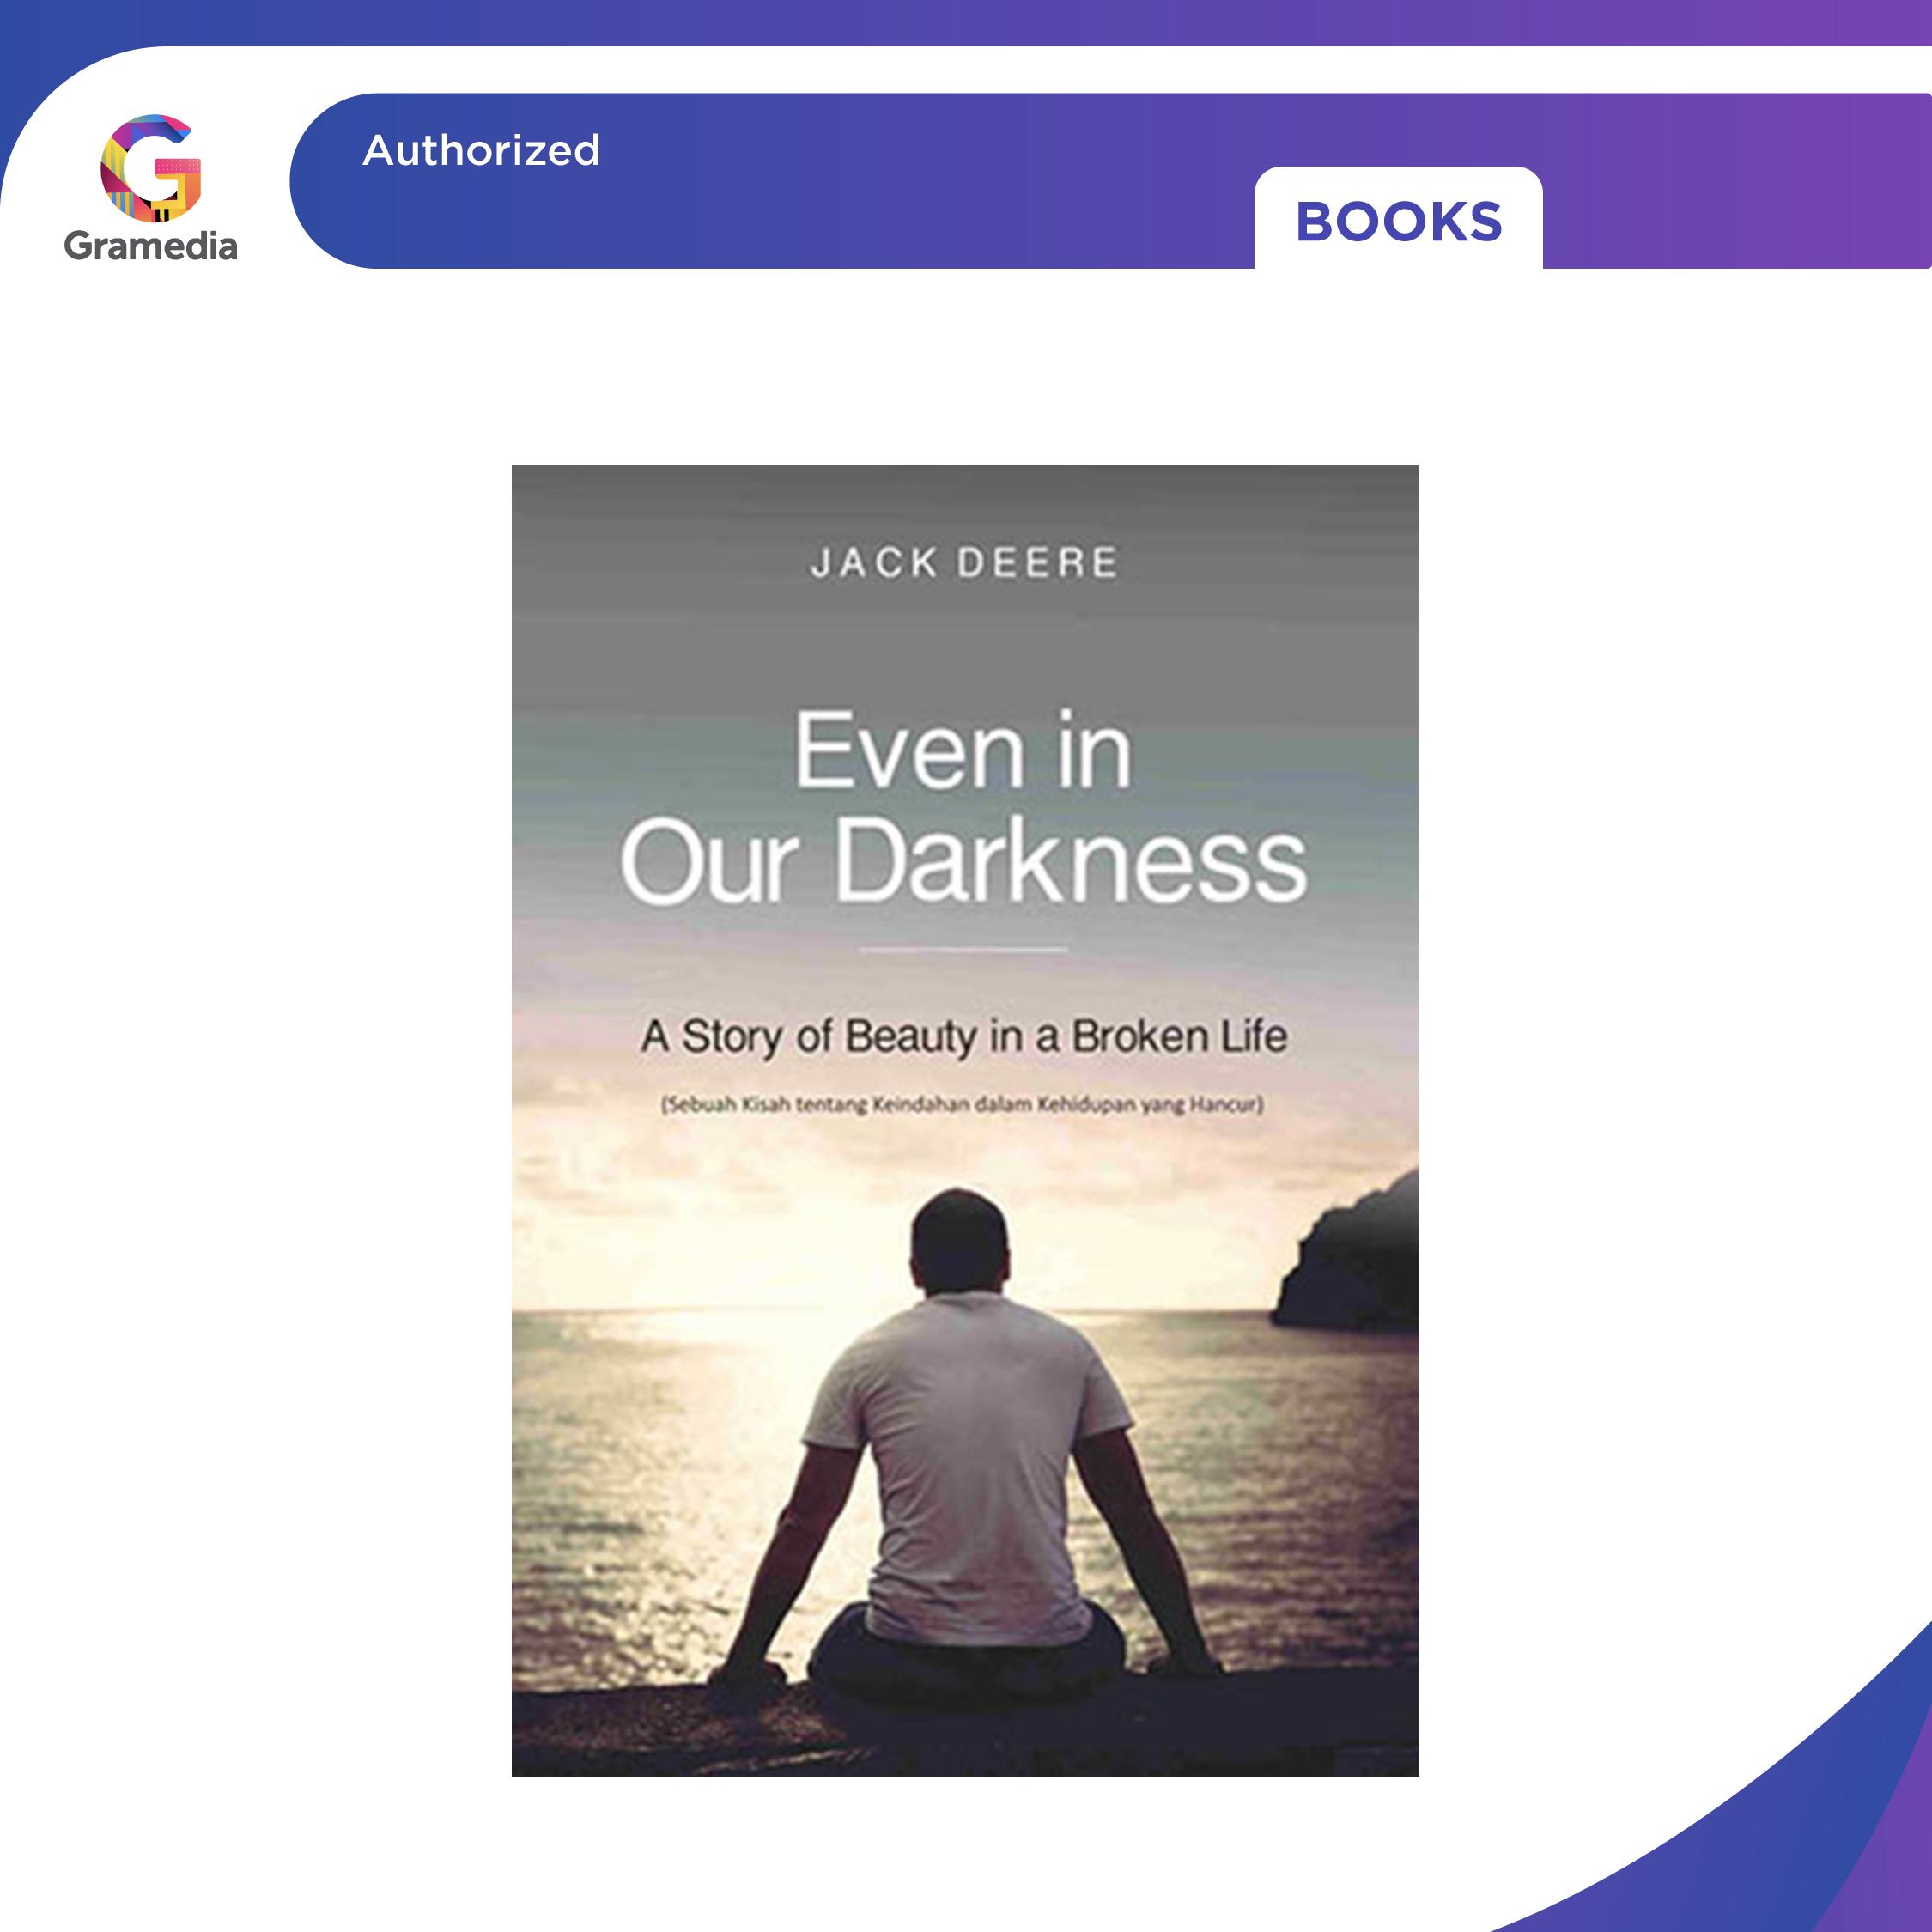 Gramedia
Authorized
BOOKS
JACK DEERE
Even in
Our Darkness
A Story of Beauty in a Broken Life
(Sebuah Kisah tentang Keindahan dalam Kehidupan yang Hancur)